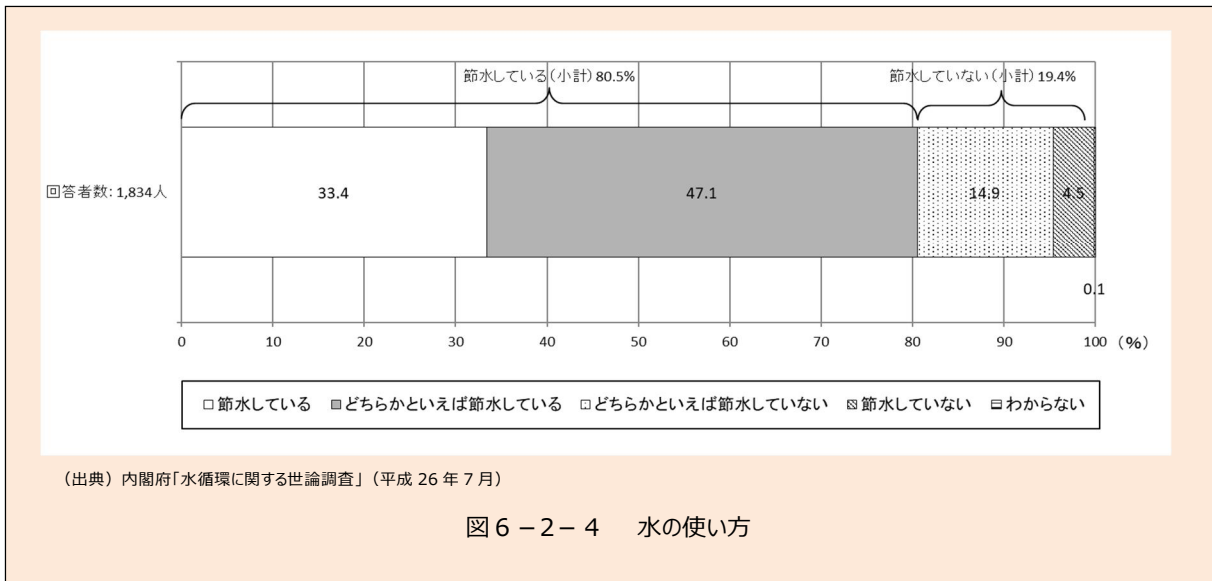 節水している(小計) 80.5%
節水していない(小計) 19.4%
回答者数: 1,834人
33.4
47.1
14.9
4.5
0.1
0 10 20 30 40 50 60 70 80 90 100 (%)
□節水している ■どちらかといえば節水している どちらかといえば節水していない 節水していない わからない
(出典) 内閣府「水循環に関する世論調査」(平成 26 年 7 月)
図6-2-4 水の使い方